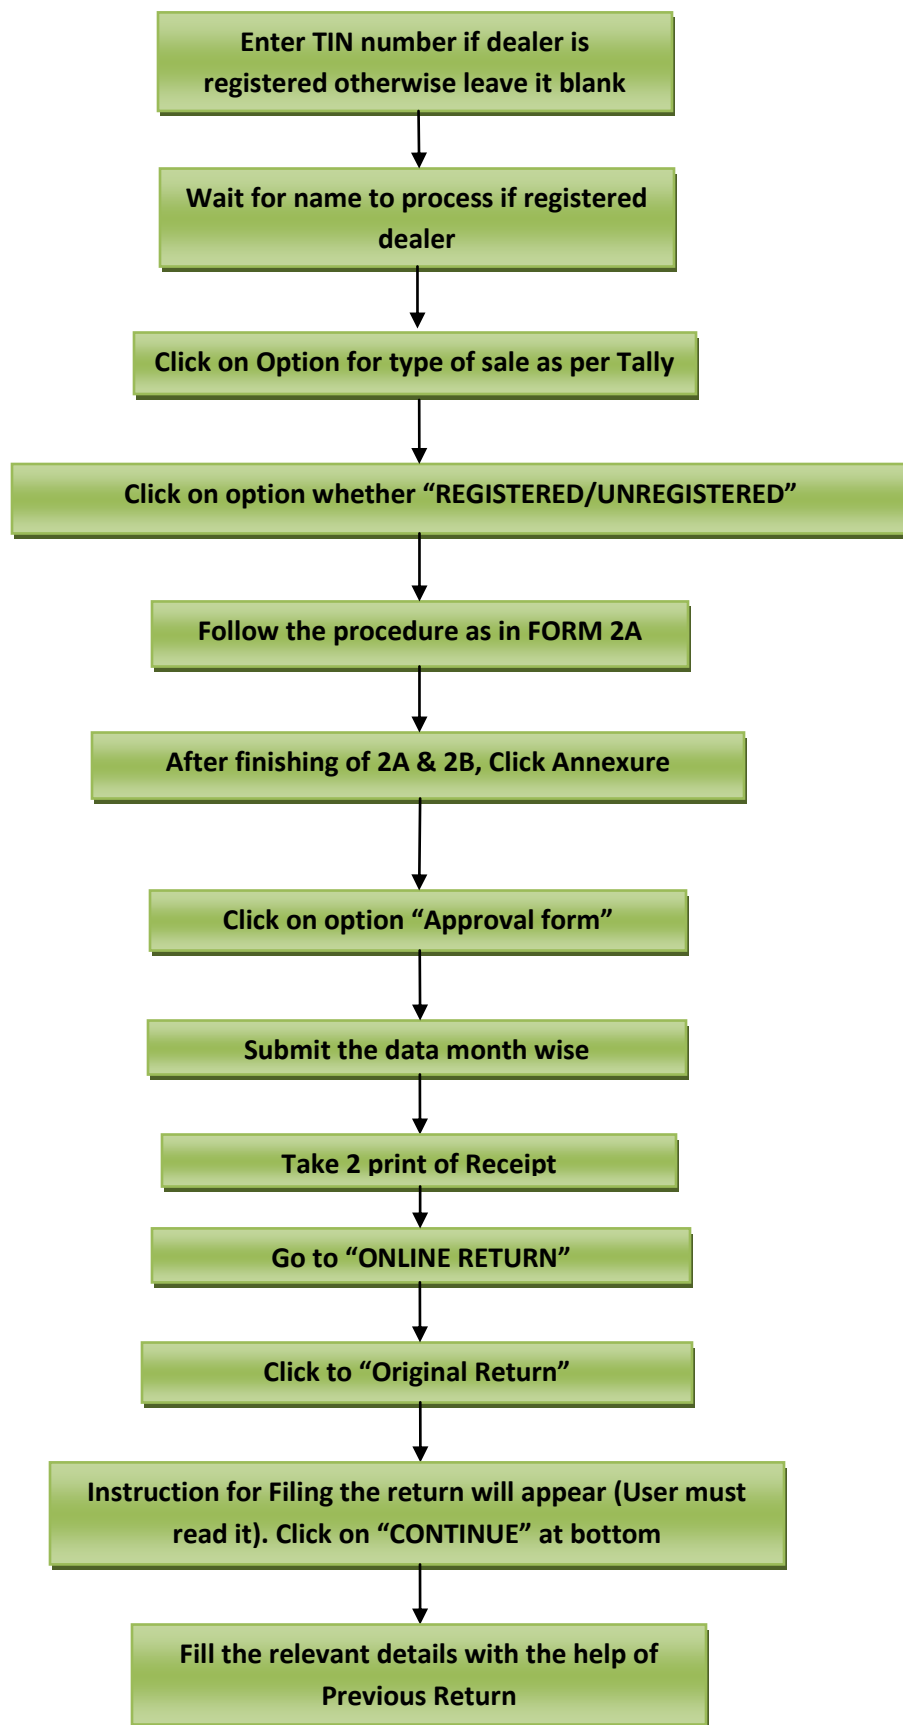 Enter TIN number if dealer is
registered otherwise leave it blank
Wait for name to process if registered
dealer
Click on Option for type of sale as per Tally
Click on option whether “REGISTERED/UNREGISTERED”
Follow the procedure as in FORM 2A
After finishing of 2A & 2B, Click Annexure
Click on option “Approval form”
Submit the data month wise
Take 2 print of Receipt
Go to “ONLINE RETURN”
Click to “Original Return”
Instruction for Filing the return will appear (User must
read it). Click on “CONTINUE” at bottom
Fill the relevant details with the help of
Previous Return